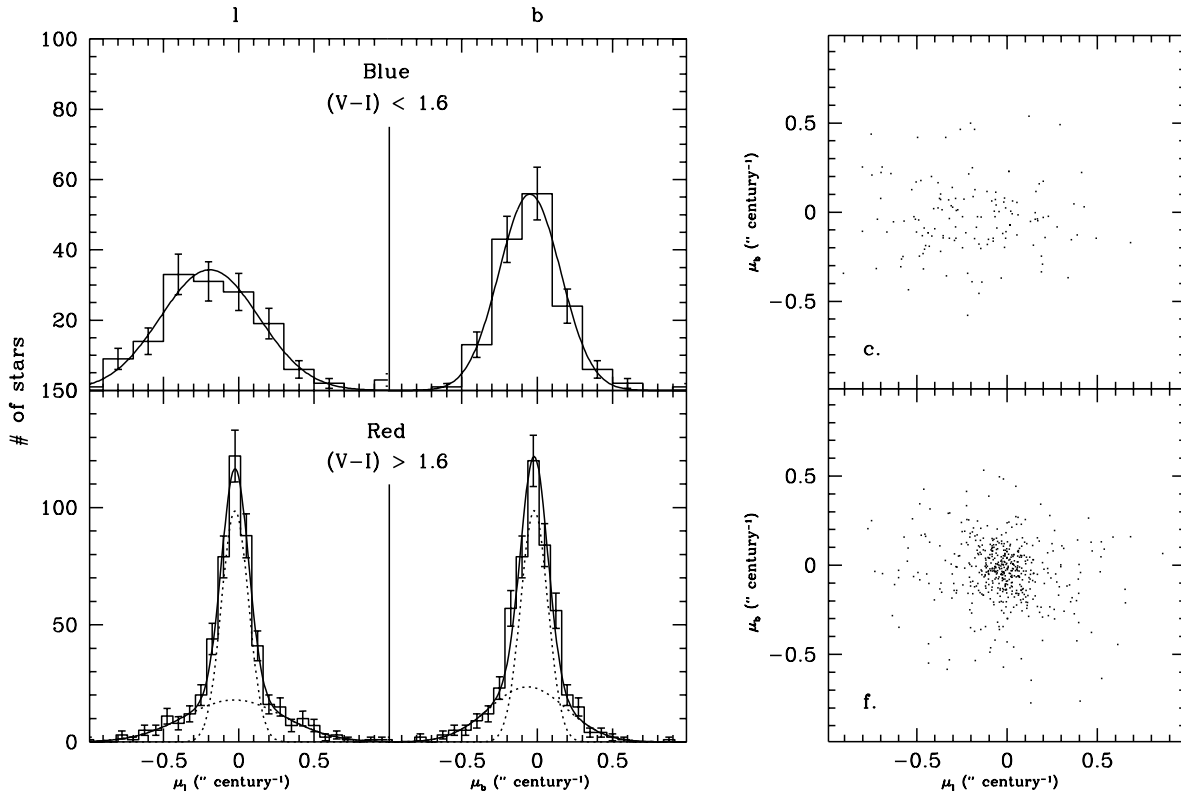 l
b
# of stars
100
80
60
40
20
150
100
50
0
Blue
(V-I) < 1.6
Red
(V-I) > 1.6
-0.5 0 0.5
-0.5 0 0.5
μl (" century⁻¹)
μb (" century⁻¹)
0.5
0
-0.5
μb (" century⁻¹)
c.
0.5
0
-0.5
μb (" century⁻¹)
f.
-0.5 0 0.5
μl (" century⁻¹)